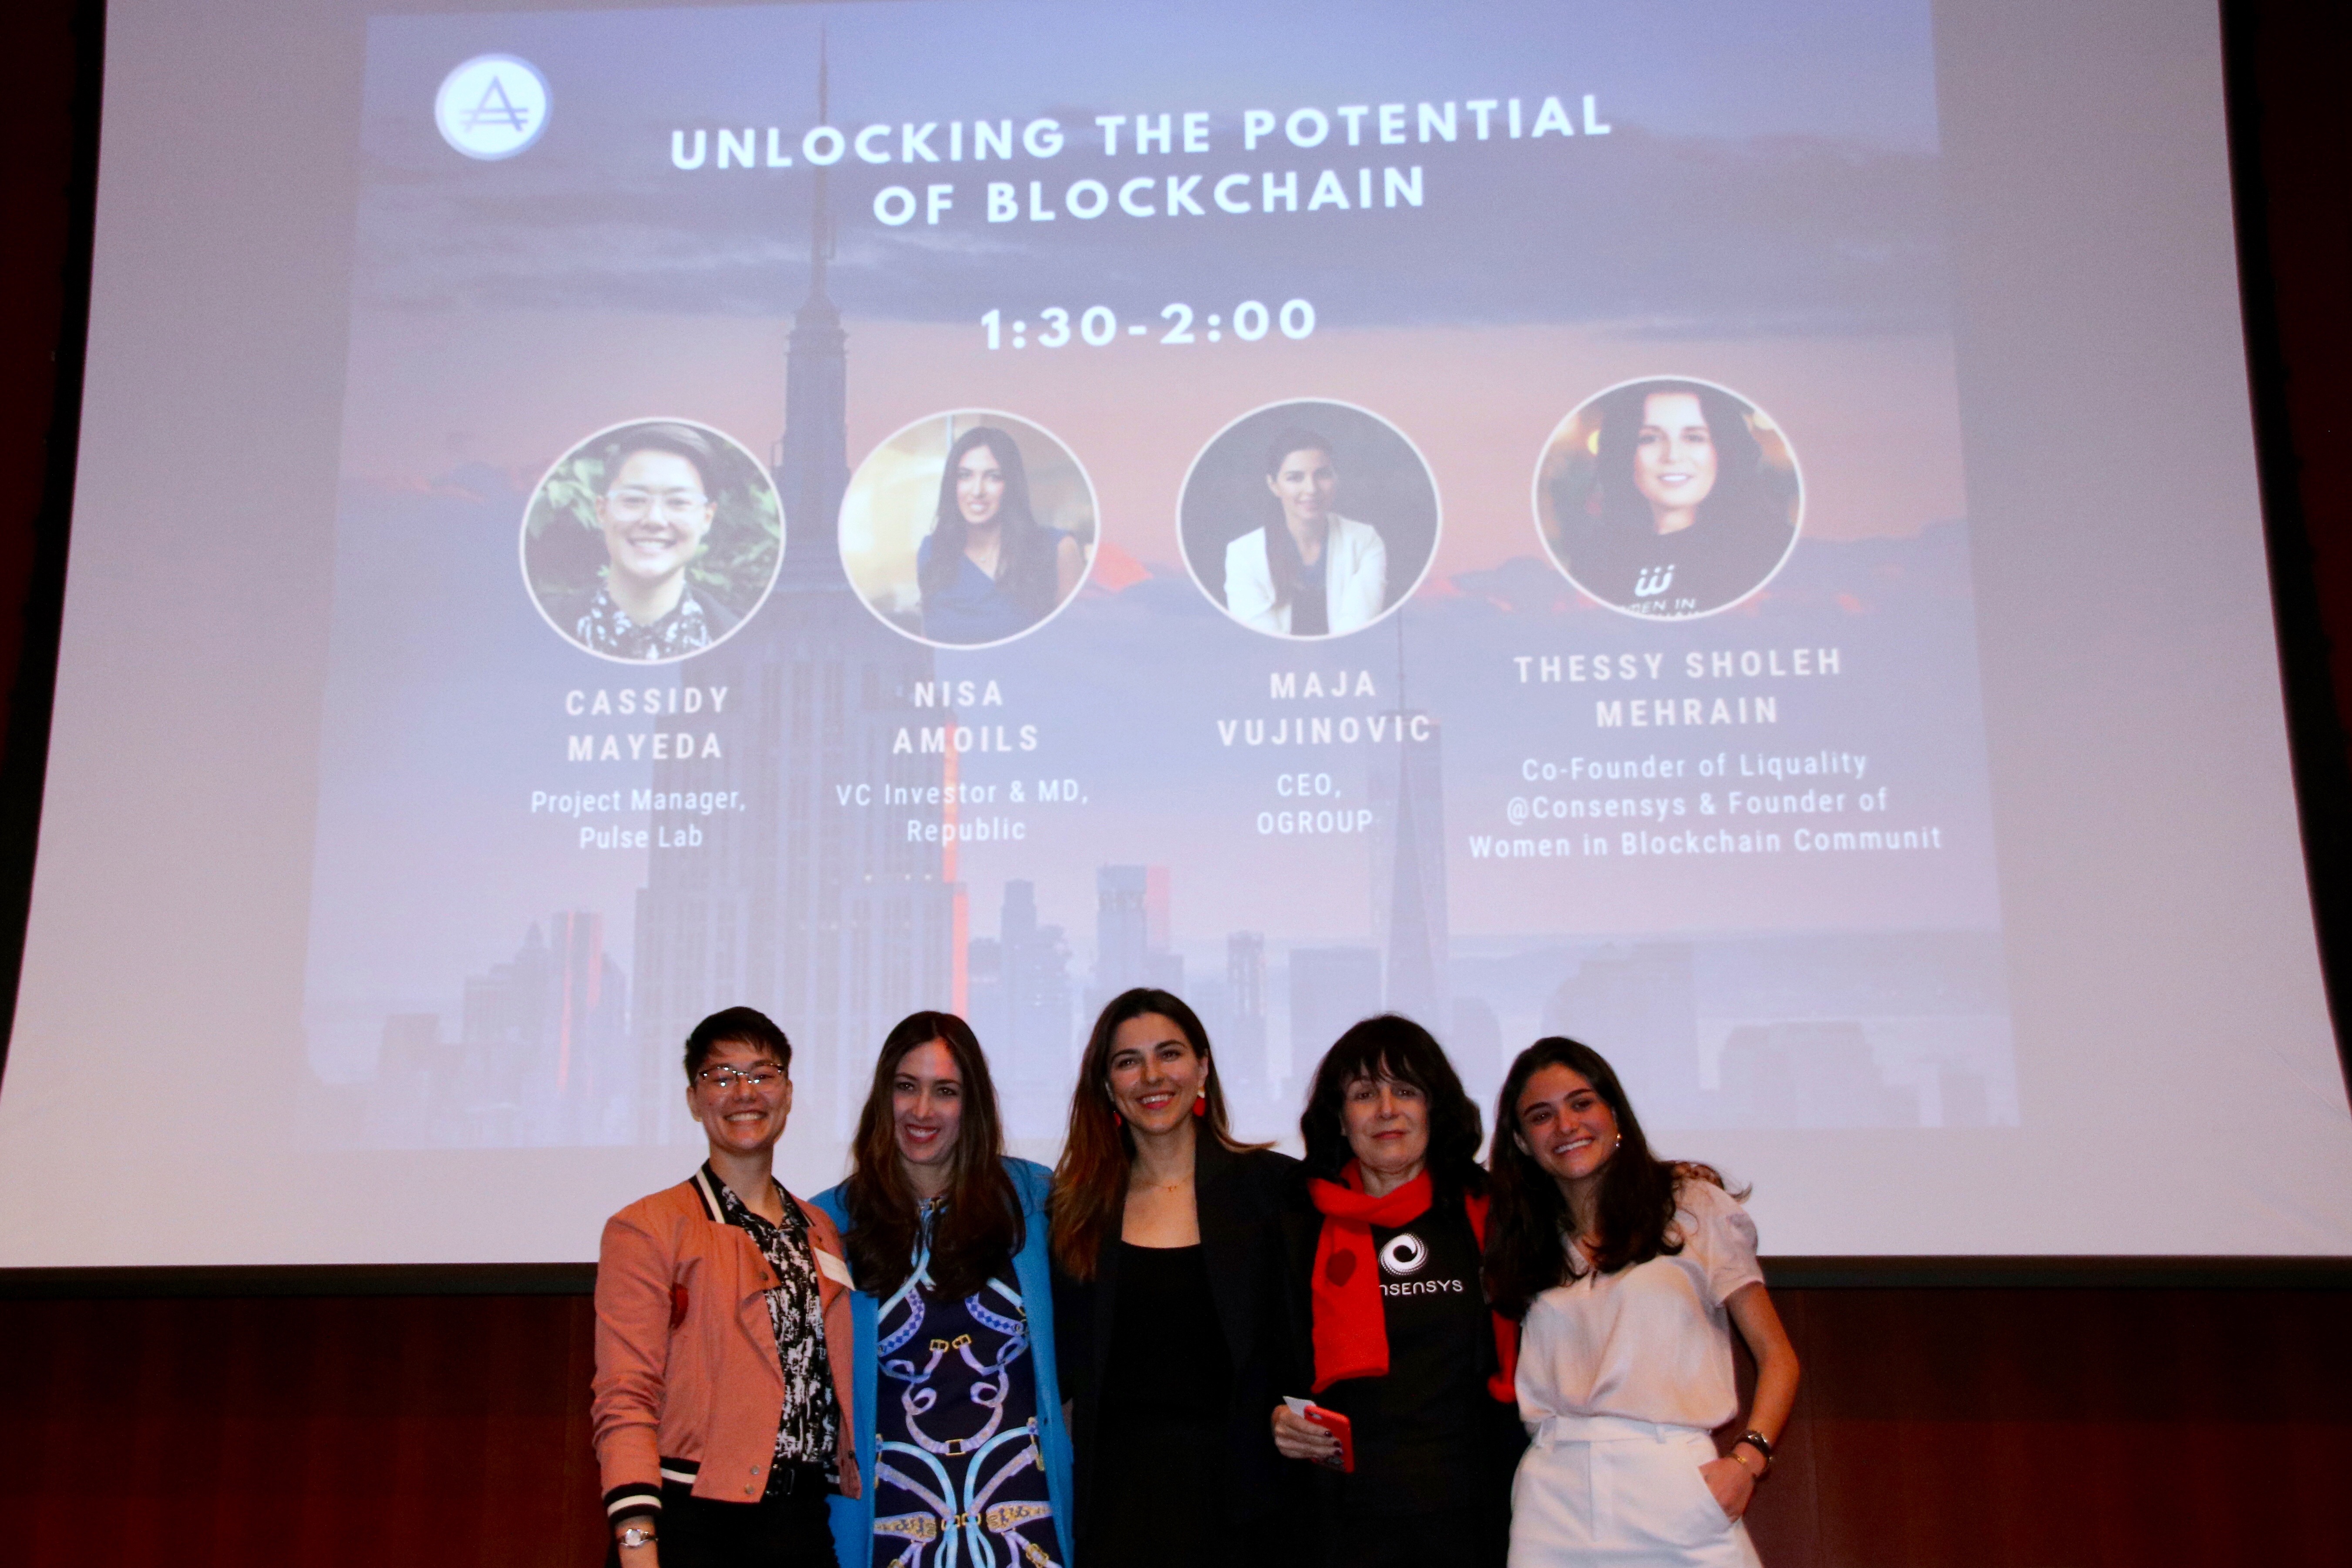 UNLOCKING THE POTENTIAL
OF BLOCKCHAIN
1:30-2:00
CASSIDY
MAYEDA
Project Manager,
Pulse Lab
NISA
AMOILS
VC Investor & MD,
Republic
MAJA
VUJINOVIC
CEO,
OGROUP
MEN IN
THESSY SHOLEH
MEHRAIN
Co-Founder of Liquality
@Consensys & Founder of
Women in Blockchain Communit
NSENSYS